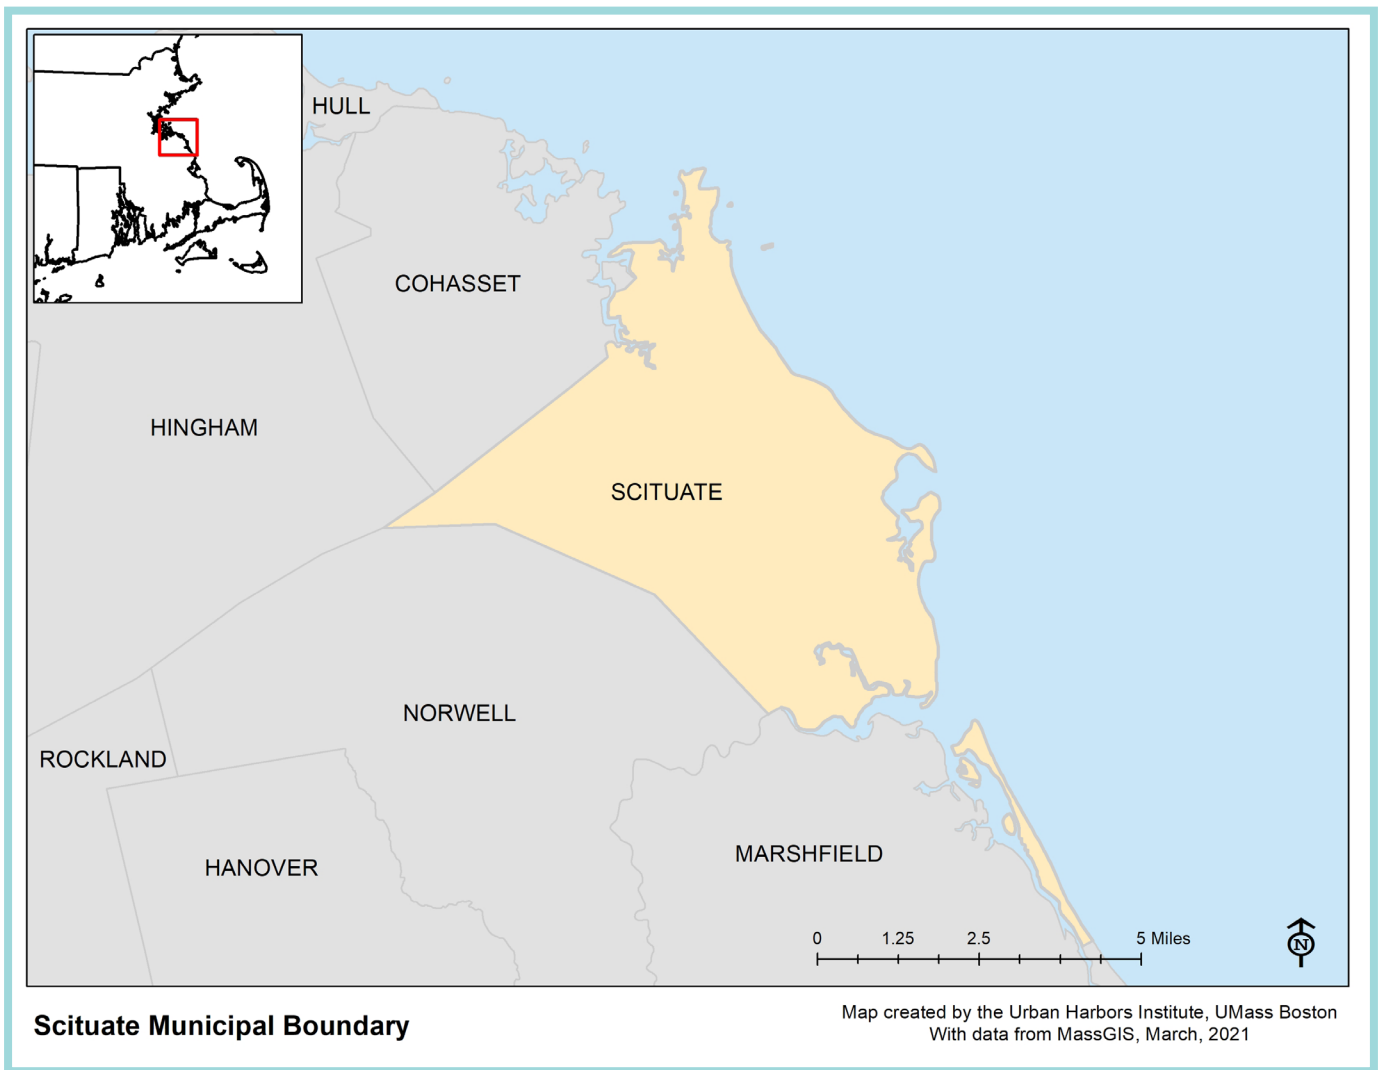 HULL
COHASSET
HINGHAM
SCITUATE
NORWELL
ROCKLAND
MARSHFIELD
HANOVER
0 1.25 2.5 5 Miles
N
Scituate Municipal Boundary
Map created by the Urban Harbors Institute, UMass Boston
With data from MassGIS, March, 2021